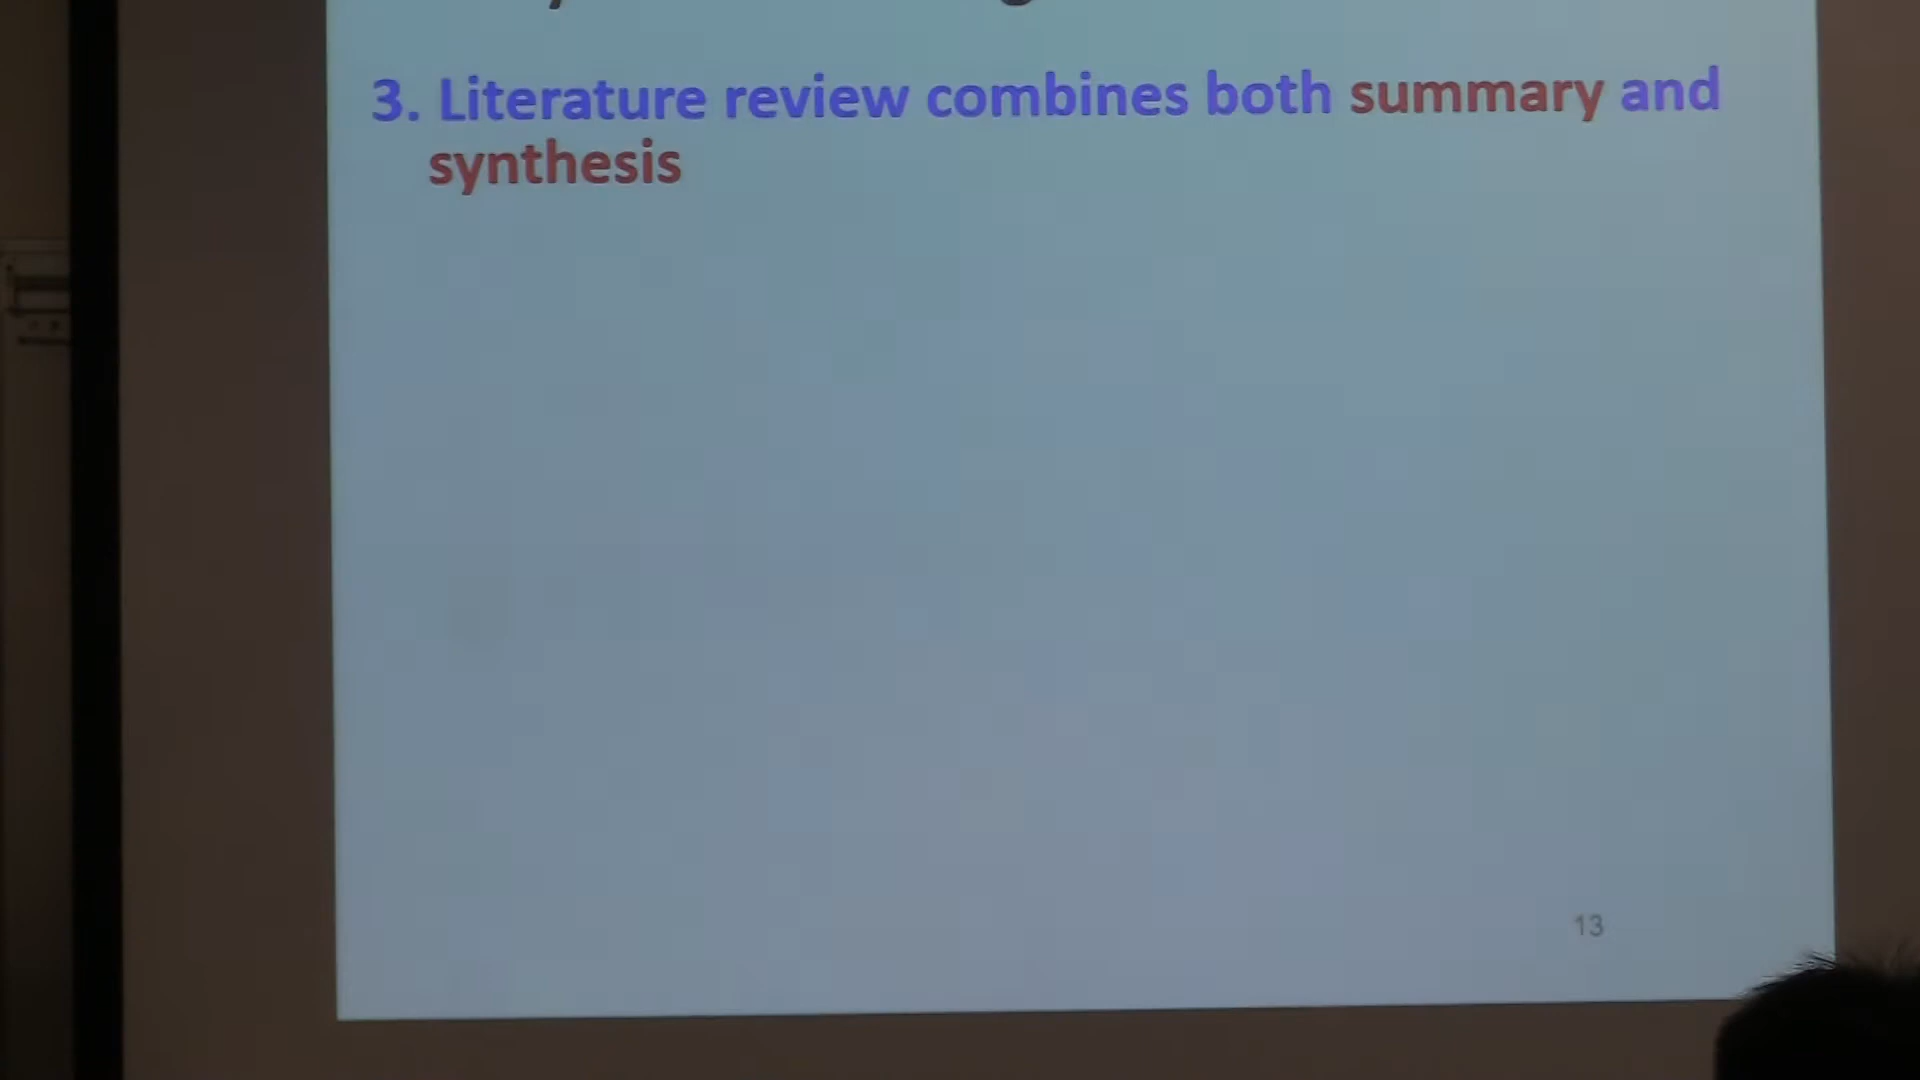 3. Literature review combines both summary and
synthesis
13